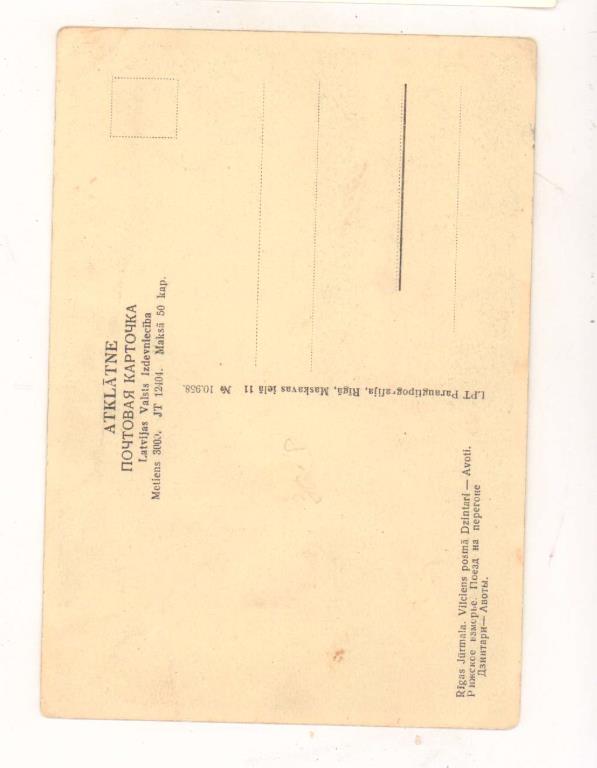 ATKLĀTNE
ПОЧТОВАЯ КАРТОЧКА
Latvijas Valsts Izdevniecība
Metiens 3000. JT 12404. Maksā 50 kap.
LPT Paraugtipografija, Rīgā, Maskavas ielā 11 № 10.958.
Rīgas Jūrmala. Vilciens posmā Dzintari — Avoti.
Рижское взморье. Поезд на перегоне
Дзинтари — Авоты.